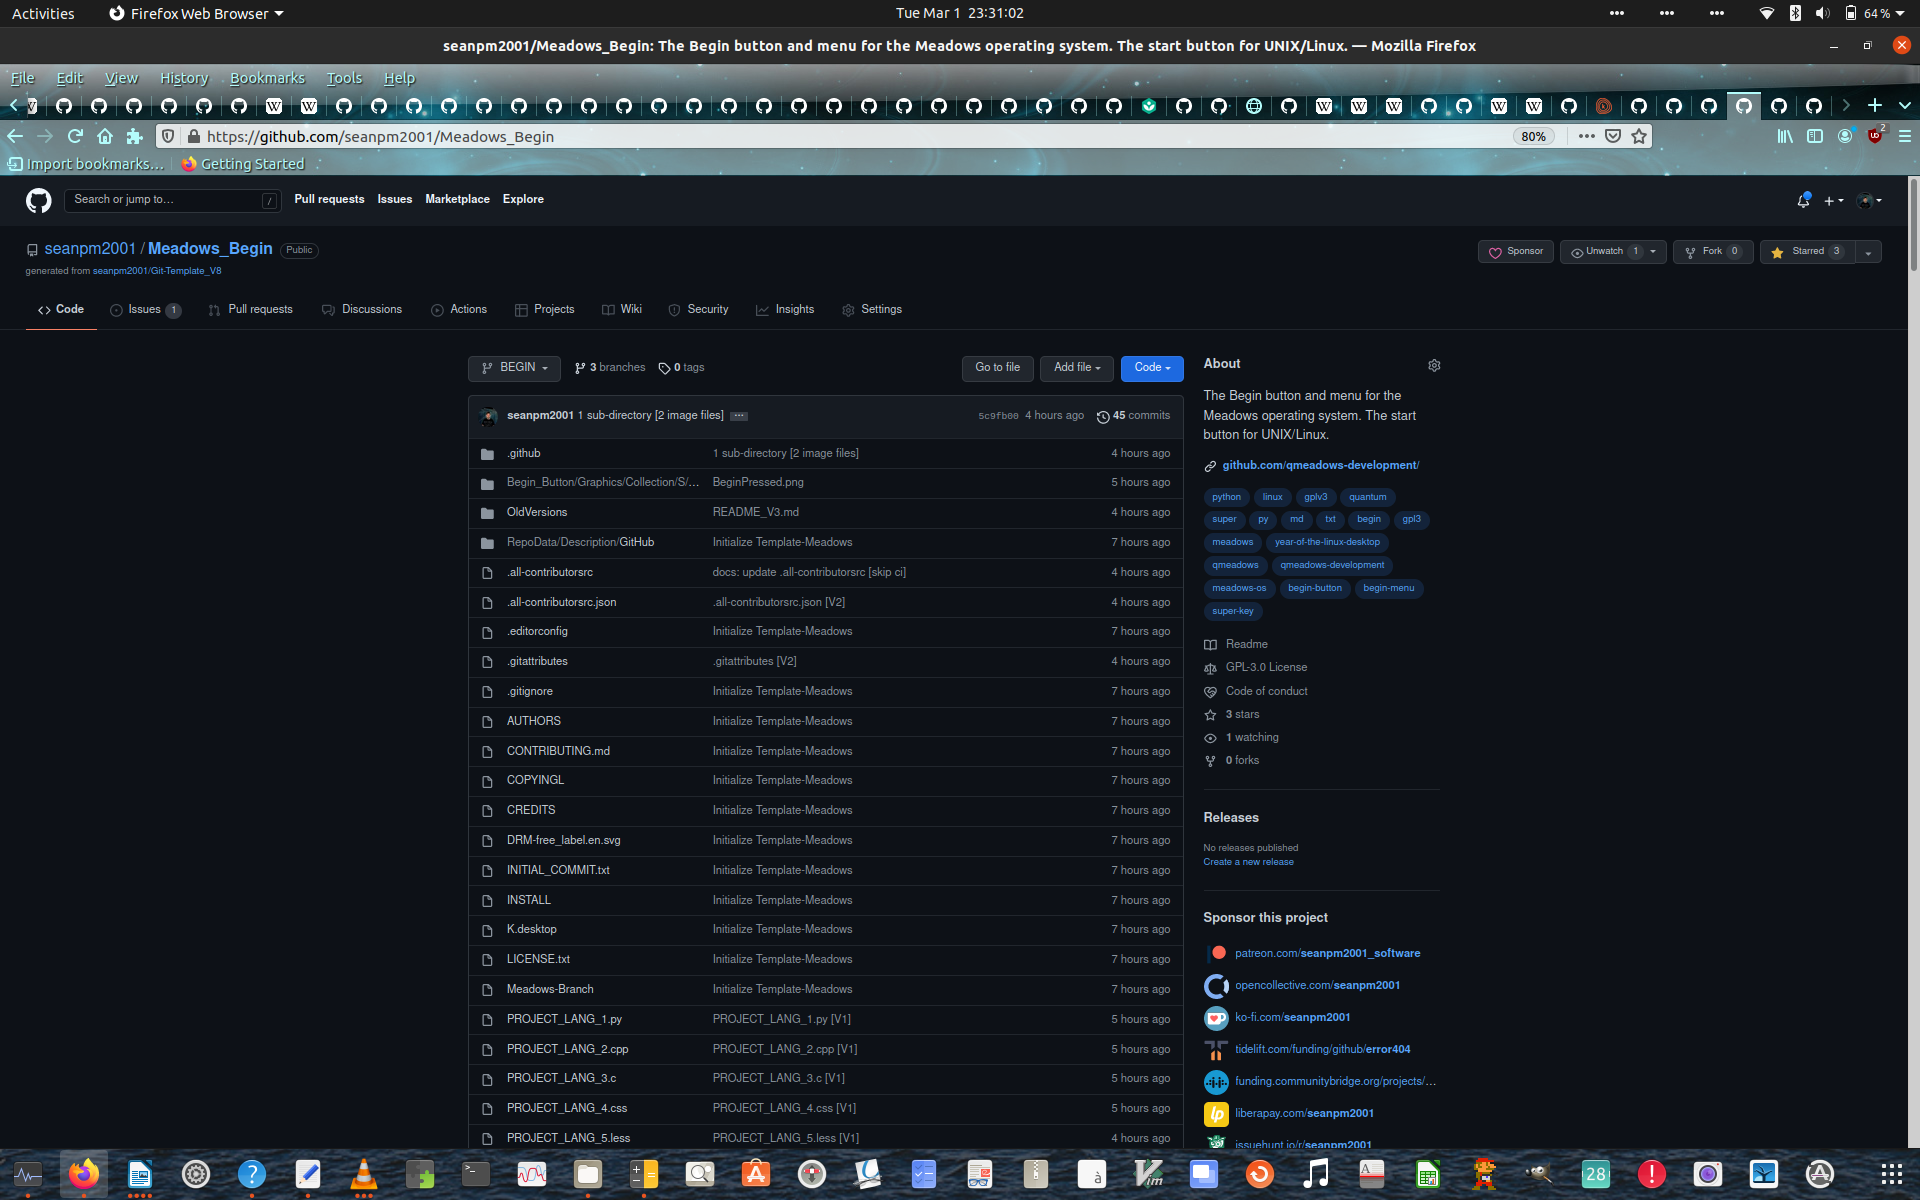 Activities
Firefox Web Browser
Tue Mar 1 23:31:02
64 %
seanpm2001/Meadows_Begin: The Begin button and menu for the Meadows operating system. The start button for UNIX/Linux. — Mozilla Firefox
File Edit View History Bookmarks Tools Help
https://github.com/seanpm2001/Meadows_Begin
80%
2
Import bookmarks…
Getting Started
Search or jump to…
/
Pull requests Issues Marketplace Explore
seanpm2001 / Meadows_Begin Public
generated from seanpm2001/Git-Template_V8
Sponsor
Unwatch 1
Fork 0
Starred 3
Code
Issues 1
Pull requests
Discussions
Actions
Projects
Wiki
Security
Insights
Settings
BEGIN
3 branches
0 tags
Go to file
Add file
Code
seanpm2001 1 sub-directory [2 image files] 5c9fb00 4 hours ago 45 commits
.github 1 sub-directory [2 image files] 4 hours ago
Begin_Button/Graphics/Collection/S/… BeginPressed.png 5 hours ago
OldVersions README_V3.md 4 hours ago
RepoData/Description/GitHub Initialize Template-Meadows 7 hours ago
.all-contributorsrc docs: update .all-contributorsrc [skip ci] 4 hours ago
.all-contributorsrc.json .all-contributorsrc.json [V2] 4 hours ago
.editorconfig Initialize Template-Meadows 7 hours ago
.gitattributes .gitattributes [V2] 4 hours ago
.gitignore Initialize Template-Meadows 7 hours ago
AUTHORS Initialize Template-Meadows 7 hours ago
CONTRIBUTING.md Initialize Template-Meadows 7 hours ago
COPYINGL Initialize Template-Meadows 7 hours ago
CREDITS Initialize Template-Meadows 7 hours ago
DRM-free_label.en.svg Initialize Template-Meadows 7 hours ago
INITIAL_COMMIT.txt Initialize Template-Meadows 7 hours ago
INSTALL Initialize Template-Meadows 7 hours ago
K.desktop Initialize Template-Meadows 7 hours ago
LICENSE.txt Initialize Template-Meadows 7 hours ago
Meadows-Branch Initialize Template-Meadows 7 hours ago
PROJECT_LANG_1.py PROJECT_LANG_1.py [V1] 5 hours ago
PROJECT_LANG_2.cpp PROJECT_LANG_2.cpp [V1] 5 hours ago
PROJECT_LANG_3.c PROJECT_LANG_3.c [V1] 5 hours ago
PROJECT_LANG_4.css PROJECT_LANG_4.css [V1] 5 hours ago
PROJECT_LANG_5.less PROJECT_LANG_5.less [V1] 4 hours ago
About
The Begin button and menu for the
Meadows operating system. The start
button for UNIX/Linux.
github.com/qmeadows-development/
python linux gplv3 quantum
super py md txt begin gpl3
meadows year-of-the-linux-desktop
qmeadows qmeadows-development
meadows-os begin-button begin-menu
super-key
Readme
GPL-3.0 License
Code of conduct
3 stars
1 watching
0 forks
Releases
No releases published
Create a new release
Sponsor this project
patreon.com/seanpm2001_software
opencollective.com/seanpm2001
ko-fi.com/seanpm2001
tidelift.com/funding/github/error404
funding.communitybridge.org/projects/…
liberapay.com/seanpm2001
issuehunt.io/r/seanpm2001
28